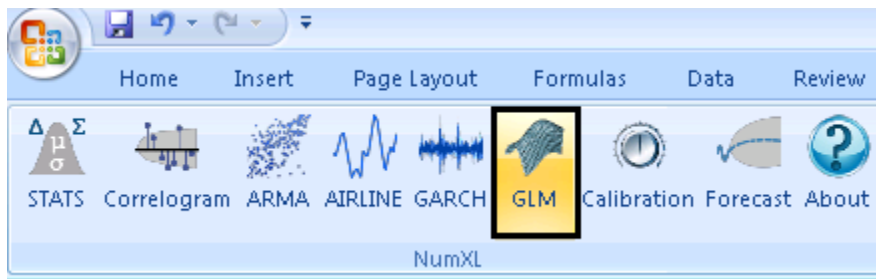 Home Insert Page Layout Formulas Data Review
Δ Σ
μ
σ
?
STATS Correlogram ARMA AIRLINE GARCH GLM Calibration Forecast About
NumXL